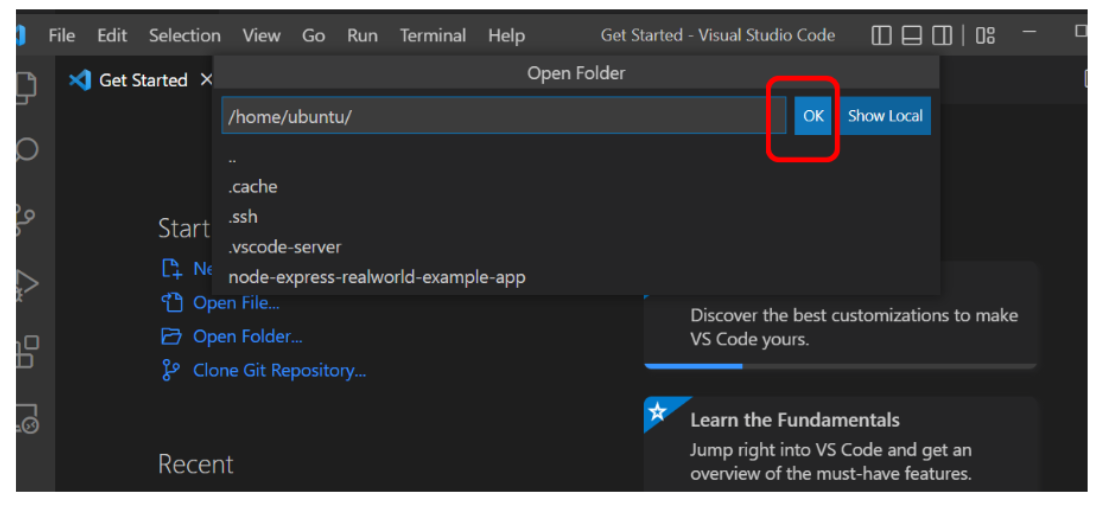 File Edit Selection View Go Run Terminal Help Get Started - Visual Studio Code
Get Started
Open Folder
/home/ubuntu/
OK
Show Local
..
.cache
.ssh
.vscode-server
node-express-realworld-example-app
Start
Ne
Open File...
Open Folder...
Clone Git Repository...
Recent
Discover the best customizations to make
VS Code yours.
Learn the Fundamentals
Jump right into VS Code and get an
overview of the must-have features.